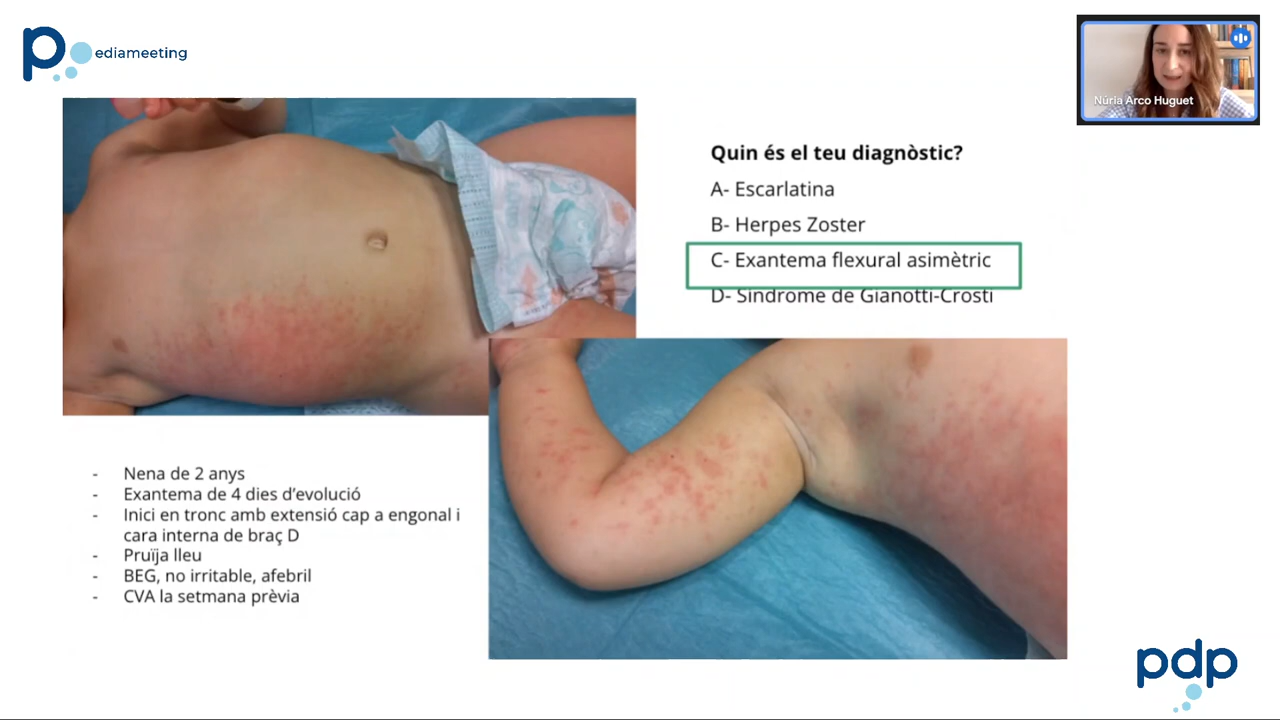 pediameeting
Núria Arco Huguet
Quin és el teu diagnòstic?
A- Escarlatina
B- Herpes Zoster
C- Exantema flexural asimètric
D- Síndrome de Gianotti-Crosti
- Nena de 2 anys
- Exantema de 4 dies d'evolució
- Inici en tronc amb extensió cap a engonal i
cara interna de braç D
- Pruïja lleu
- BEG, no irritable, afebril
- CVA la setmana prèvia
pdp